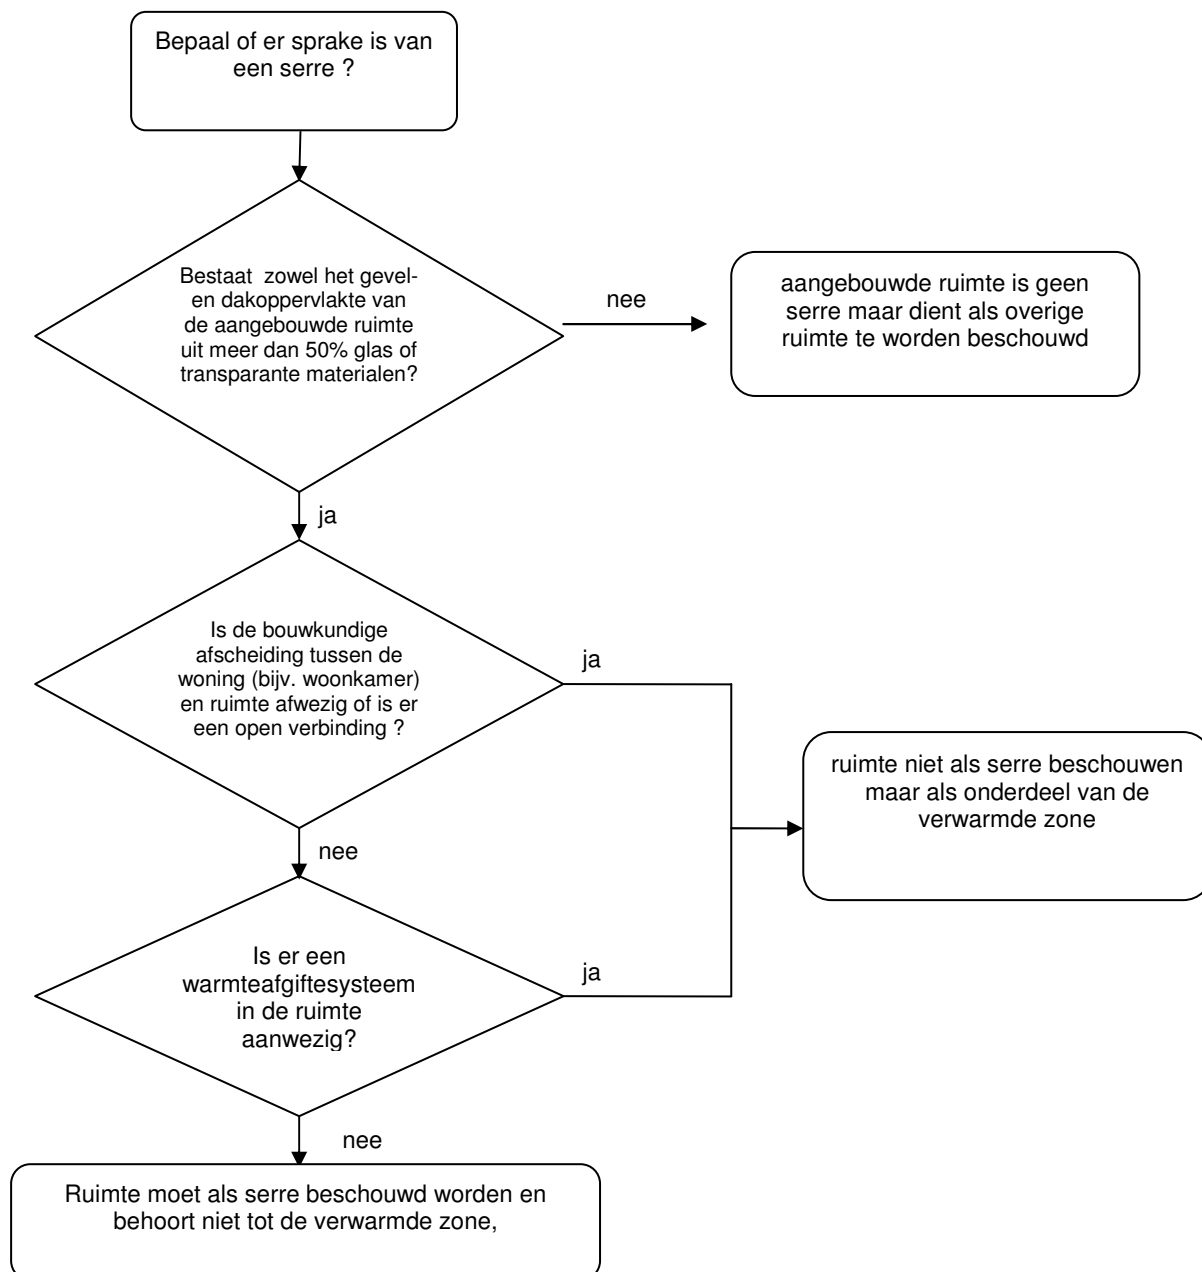 Bepaal of er sprake is van
een serre ?
Bestaat zowel het gevel-
en dakoppervlakte van
de aangebouwde ruimte
uit meer dan 50% glas of
transparante materialen?
nee
aangebouwde ruimte is geen
serre maar dient als overige
ruimte te worden beschouwd
ja
Is de bouwkundige
afscheiding tussen de
woning (bijv. woonkamer)
en ruimte afwezig of is er
een open verbinding ?
ja
ruimte niet als serre beschouwen
maar als onderdeel van de
verwarmde zone
nee
Is er een
warmteafgiftesysteem
in de ruimte
aanwezig?
ja
nee
Ruimte moet als serre beschouwd worden en
behoort niet tot de verwarmde zone,